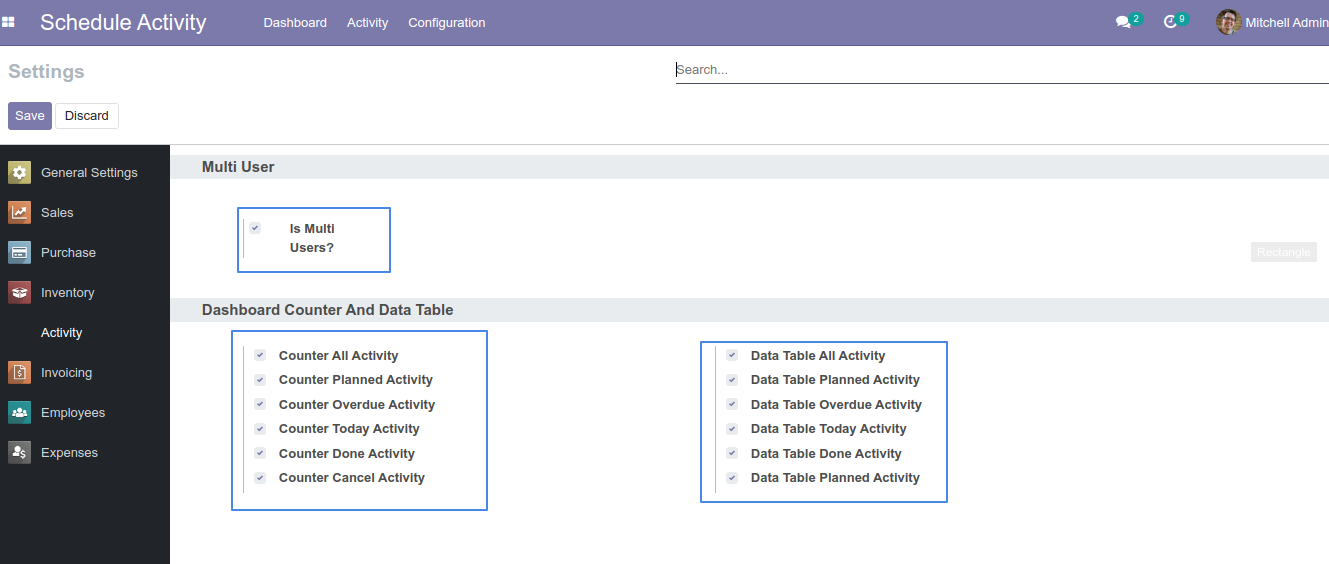 Schedule Activity Dashboard Activity Configuration 2 9 Mitchell Admin
Settings Search...
Save Discard
General Settings
Sales
Purchase
Inventory
Activity
Invoicing
Employees
Expenses
Multi User
Is Multi
Users?
Rectangle
Dashboard Counter And Data Table
Counter All Activity
Counter Planned Activity
Counter Overdue Activity
Counter Today Activity
Counter Done Activity
Counter Cancel Activity
Data Table All Activity
Data Table Planned Activity
Data Table Overdue Activity
Data Table Today Activity
Data Table Done Activity
Data Table Planned Activity